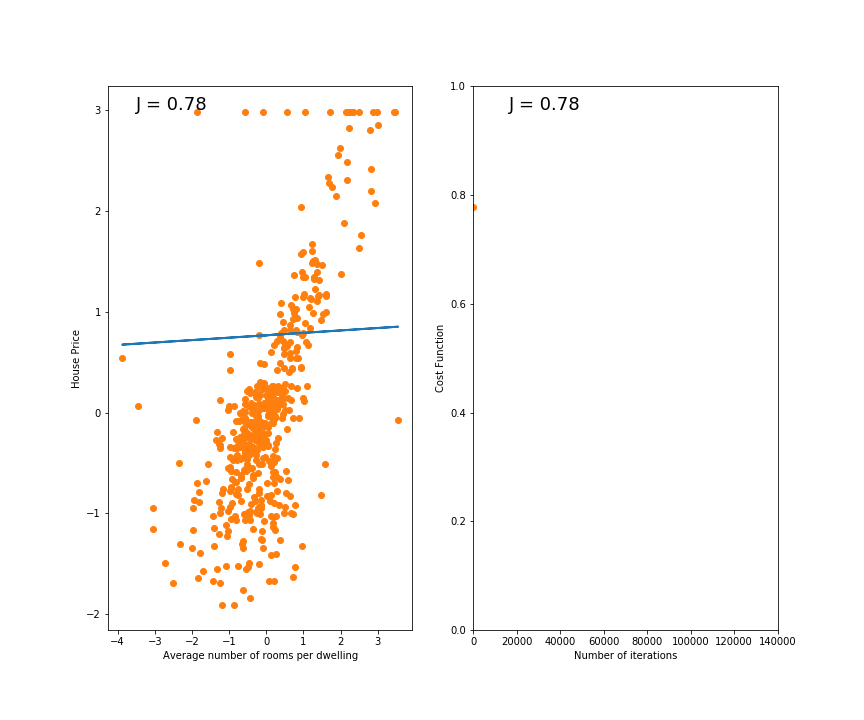 J = 0.78
3
2
1
0
−1
−2
House Price
−4 −3 −2 −1 0 1 2 3
Average number of rooms per dwelling
J = 0.78
1.0
0.8
0.6
0.4
0.2
0.0
Cost Function
0 20000 40000 60000 80000 100000 120000 140000
Number of iterations